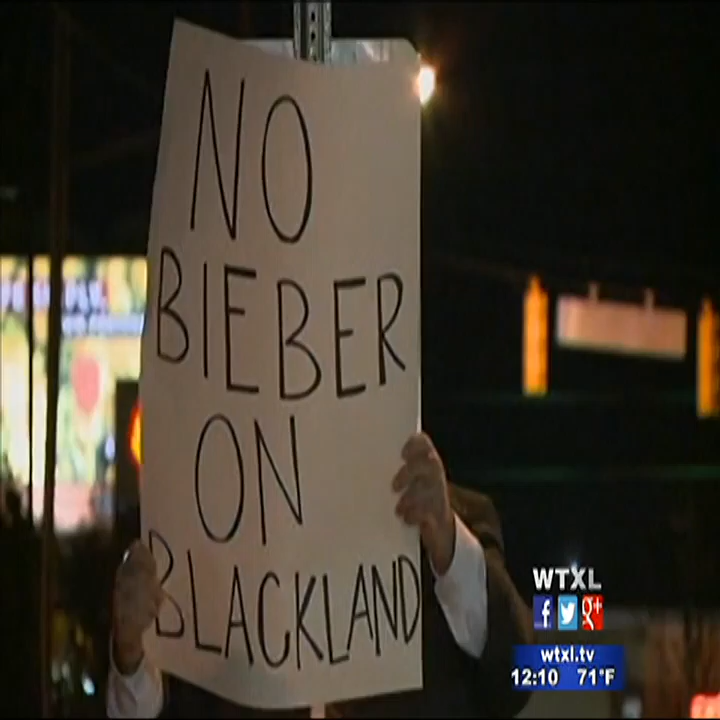 NO
BIEBER
ON
BLACKLAND
WTXL
f g+
wtxl.tv
12:10 71°F